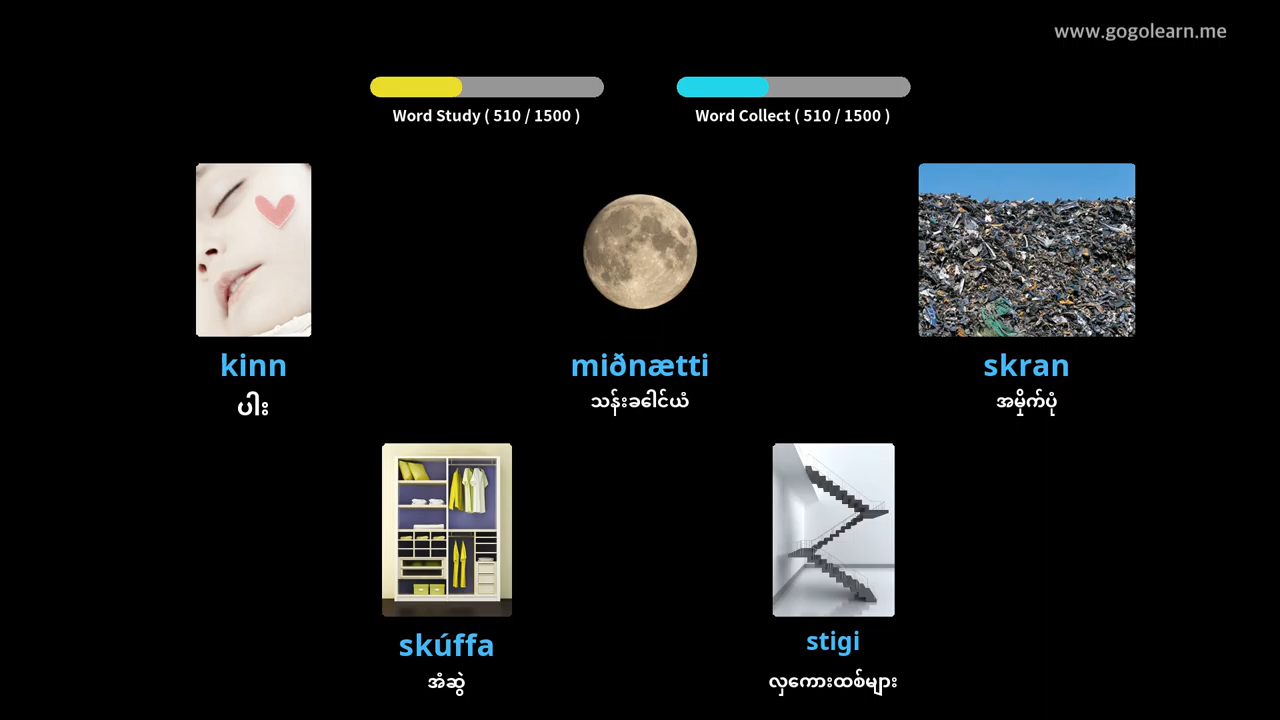 www.gogolearn.me
Word Study ( 510 / 1500 )
Word Collect ( 510 / 1500 )
kinn
ပါး
miðnætti
သန်းခေါင်ယံ
skran
အမှိုက်ပုံ
skúffa
အံဆွဲ
stigi
လှေကားထစ်များ